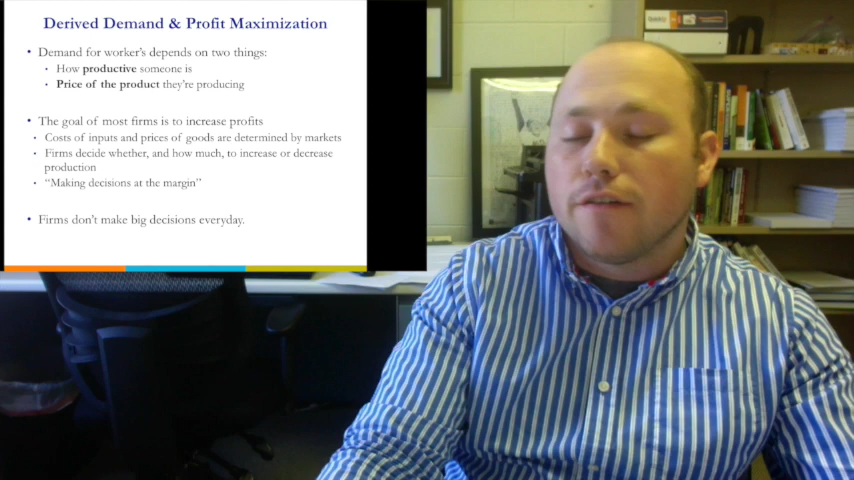 Derived Demand & Profit Maximization
• Demand for worker's depends on two things:
• How productive someone is
• Price of the product they're producing
• The goal of most firms is to increase profits
• Costs of inputs and prices of goods are determined by markets
• Firms decide whether, and how much, to increase or decrease
production
• "Making decisions at the margin"
• Firms don't make big decisions everyday.